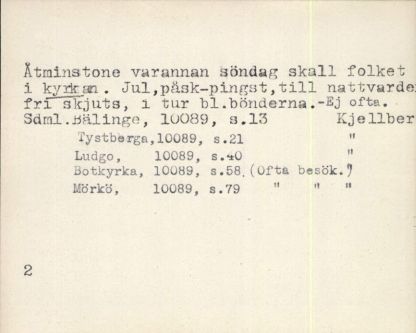 Åtminstone varannan söndag skall folket
i kyrkan. Jul,påsk-pingst,till nattvarde
fri skjuts, i tur bl.bönderna.-Ej ofta.
Sdml.Bälinge, 10089, s.13 Kjellber
Tystberga,10089, s.21 "
Ludgo, 10089, s.40 "
Botkyrka, 10089, s.58.(Ofta besök.)"
Mörkö, 10089, s.79 " " "
2